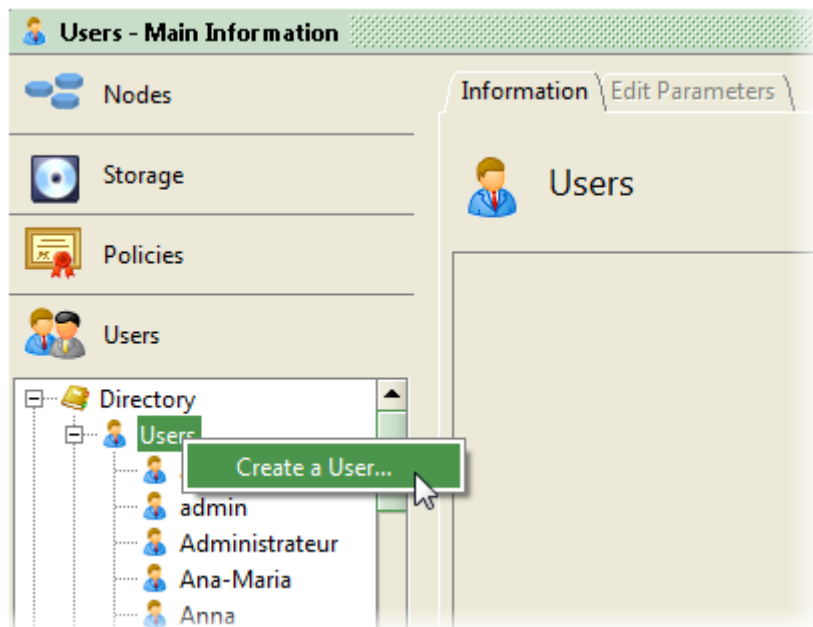 Users - Main Information
Nodes
Storage
Policies
Users
Directory
Users
Create a User...
admin
Administrateur
Ana-Maria
Anna
Information
Edit Parameters
Users